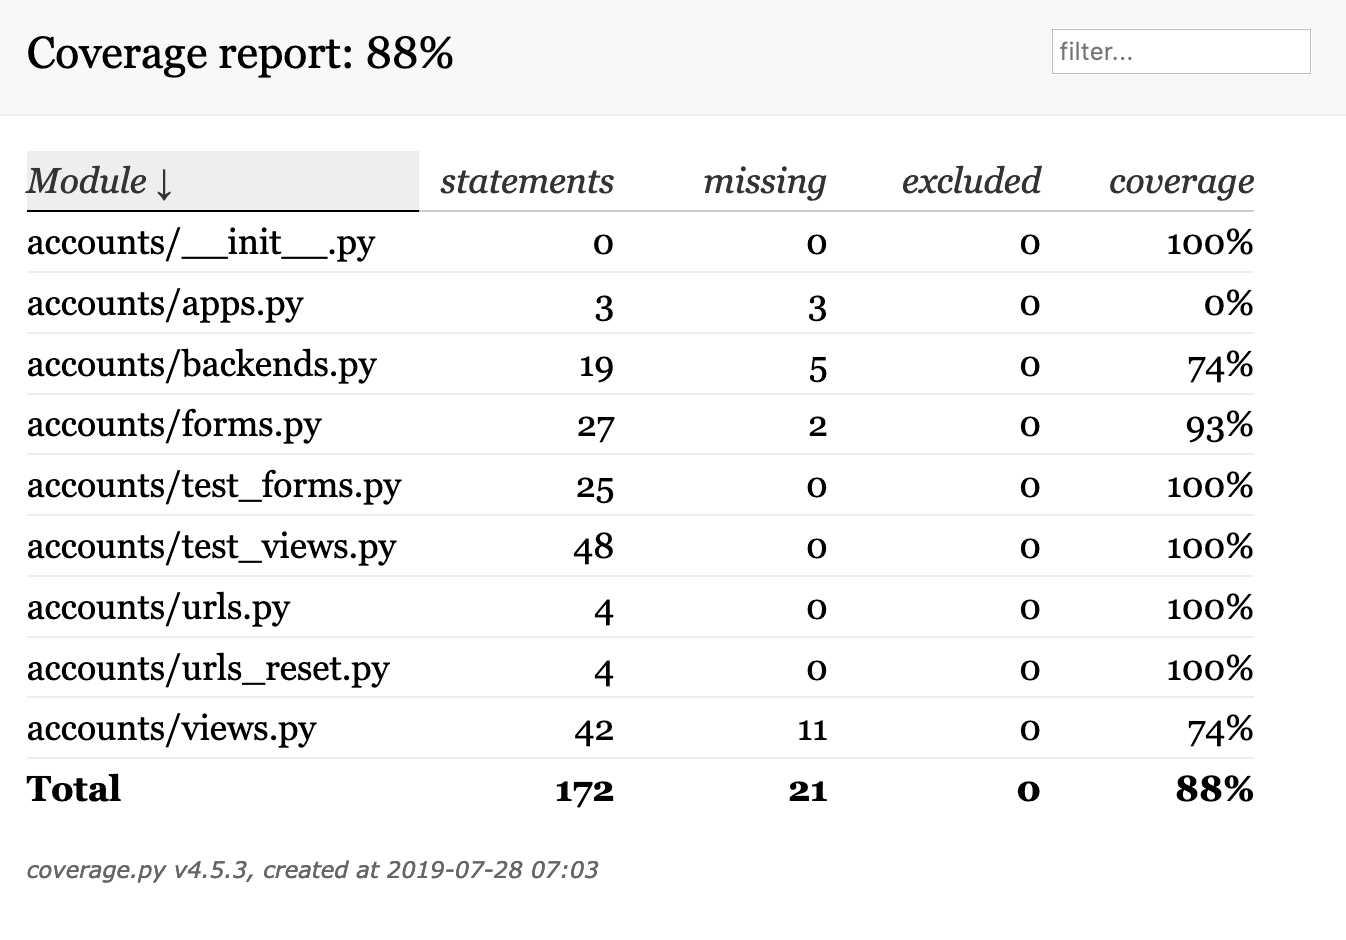 Coverage report: 88%
filter...
Module ↓ statements missing excluded coverage
accounts/__init__.py 0 0 0 100%
accounts/apps.py 3 3 0 0%
accounts/backends.py 19 5 0 74%
accounts/forms.py 27 2 0 93%
accounts/test_forms.py 25 0 0 100%
accounts/test_views.py 48 0 0 100%
accounts/urls.py 4 0 0 100%
accounts/urls_reset.py 4 0 0 100%
accounts/views.py 42 11 0 74%
Total 172 21 0 88%
coverage.py v4.5.3, created at 2019-07-28 07:03